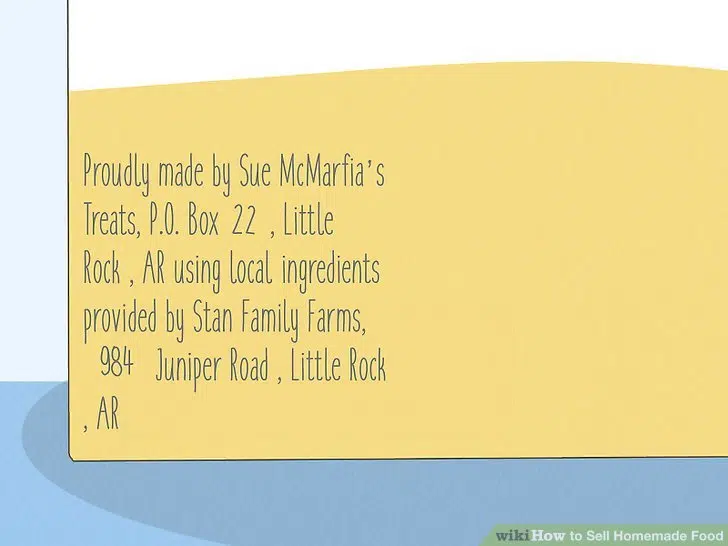 Proudly made by Sue McMarfia's
Treats, P.O. Box 22 , Little
Rock , AR using local ingredients
provided by Stan Family Farms,
984 Juniper Road , Little Rock
, AR
wikiHow to Sell Homemade Food